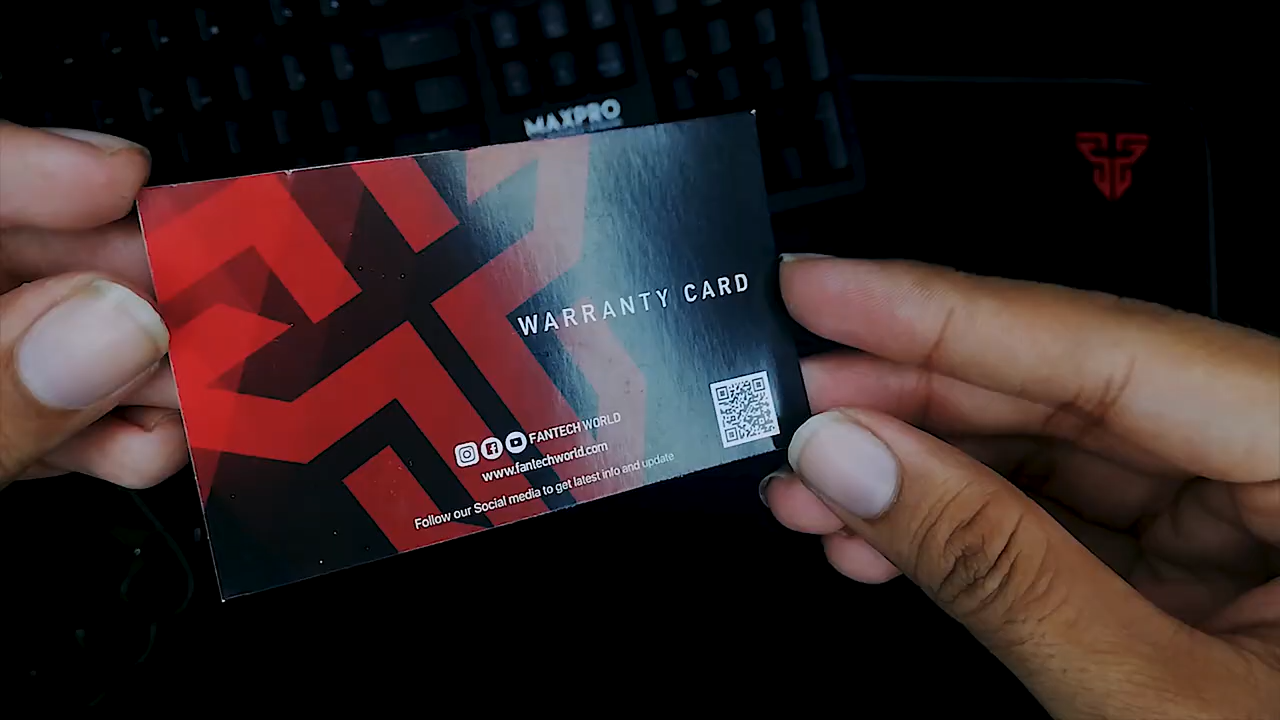 MAXPRO
WARRANTY CARD
FANTECH WORLD
www.fantechworld.com
Follow our Social media to get latest info and update